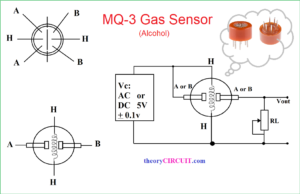 MQ-3 Gas Sensor
(Alcohol)
A
B
H
H
A
B
Vc:
AC or
DC 5V
± 0.1v
H
A or B
A or B
Vout
RL
H
H
A
B
H
theoryCIRCUIT.com